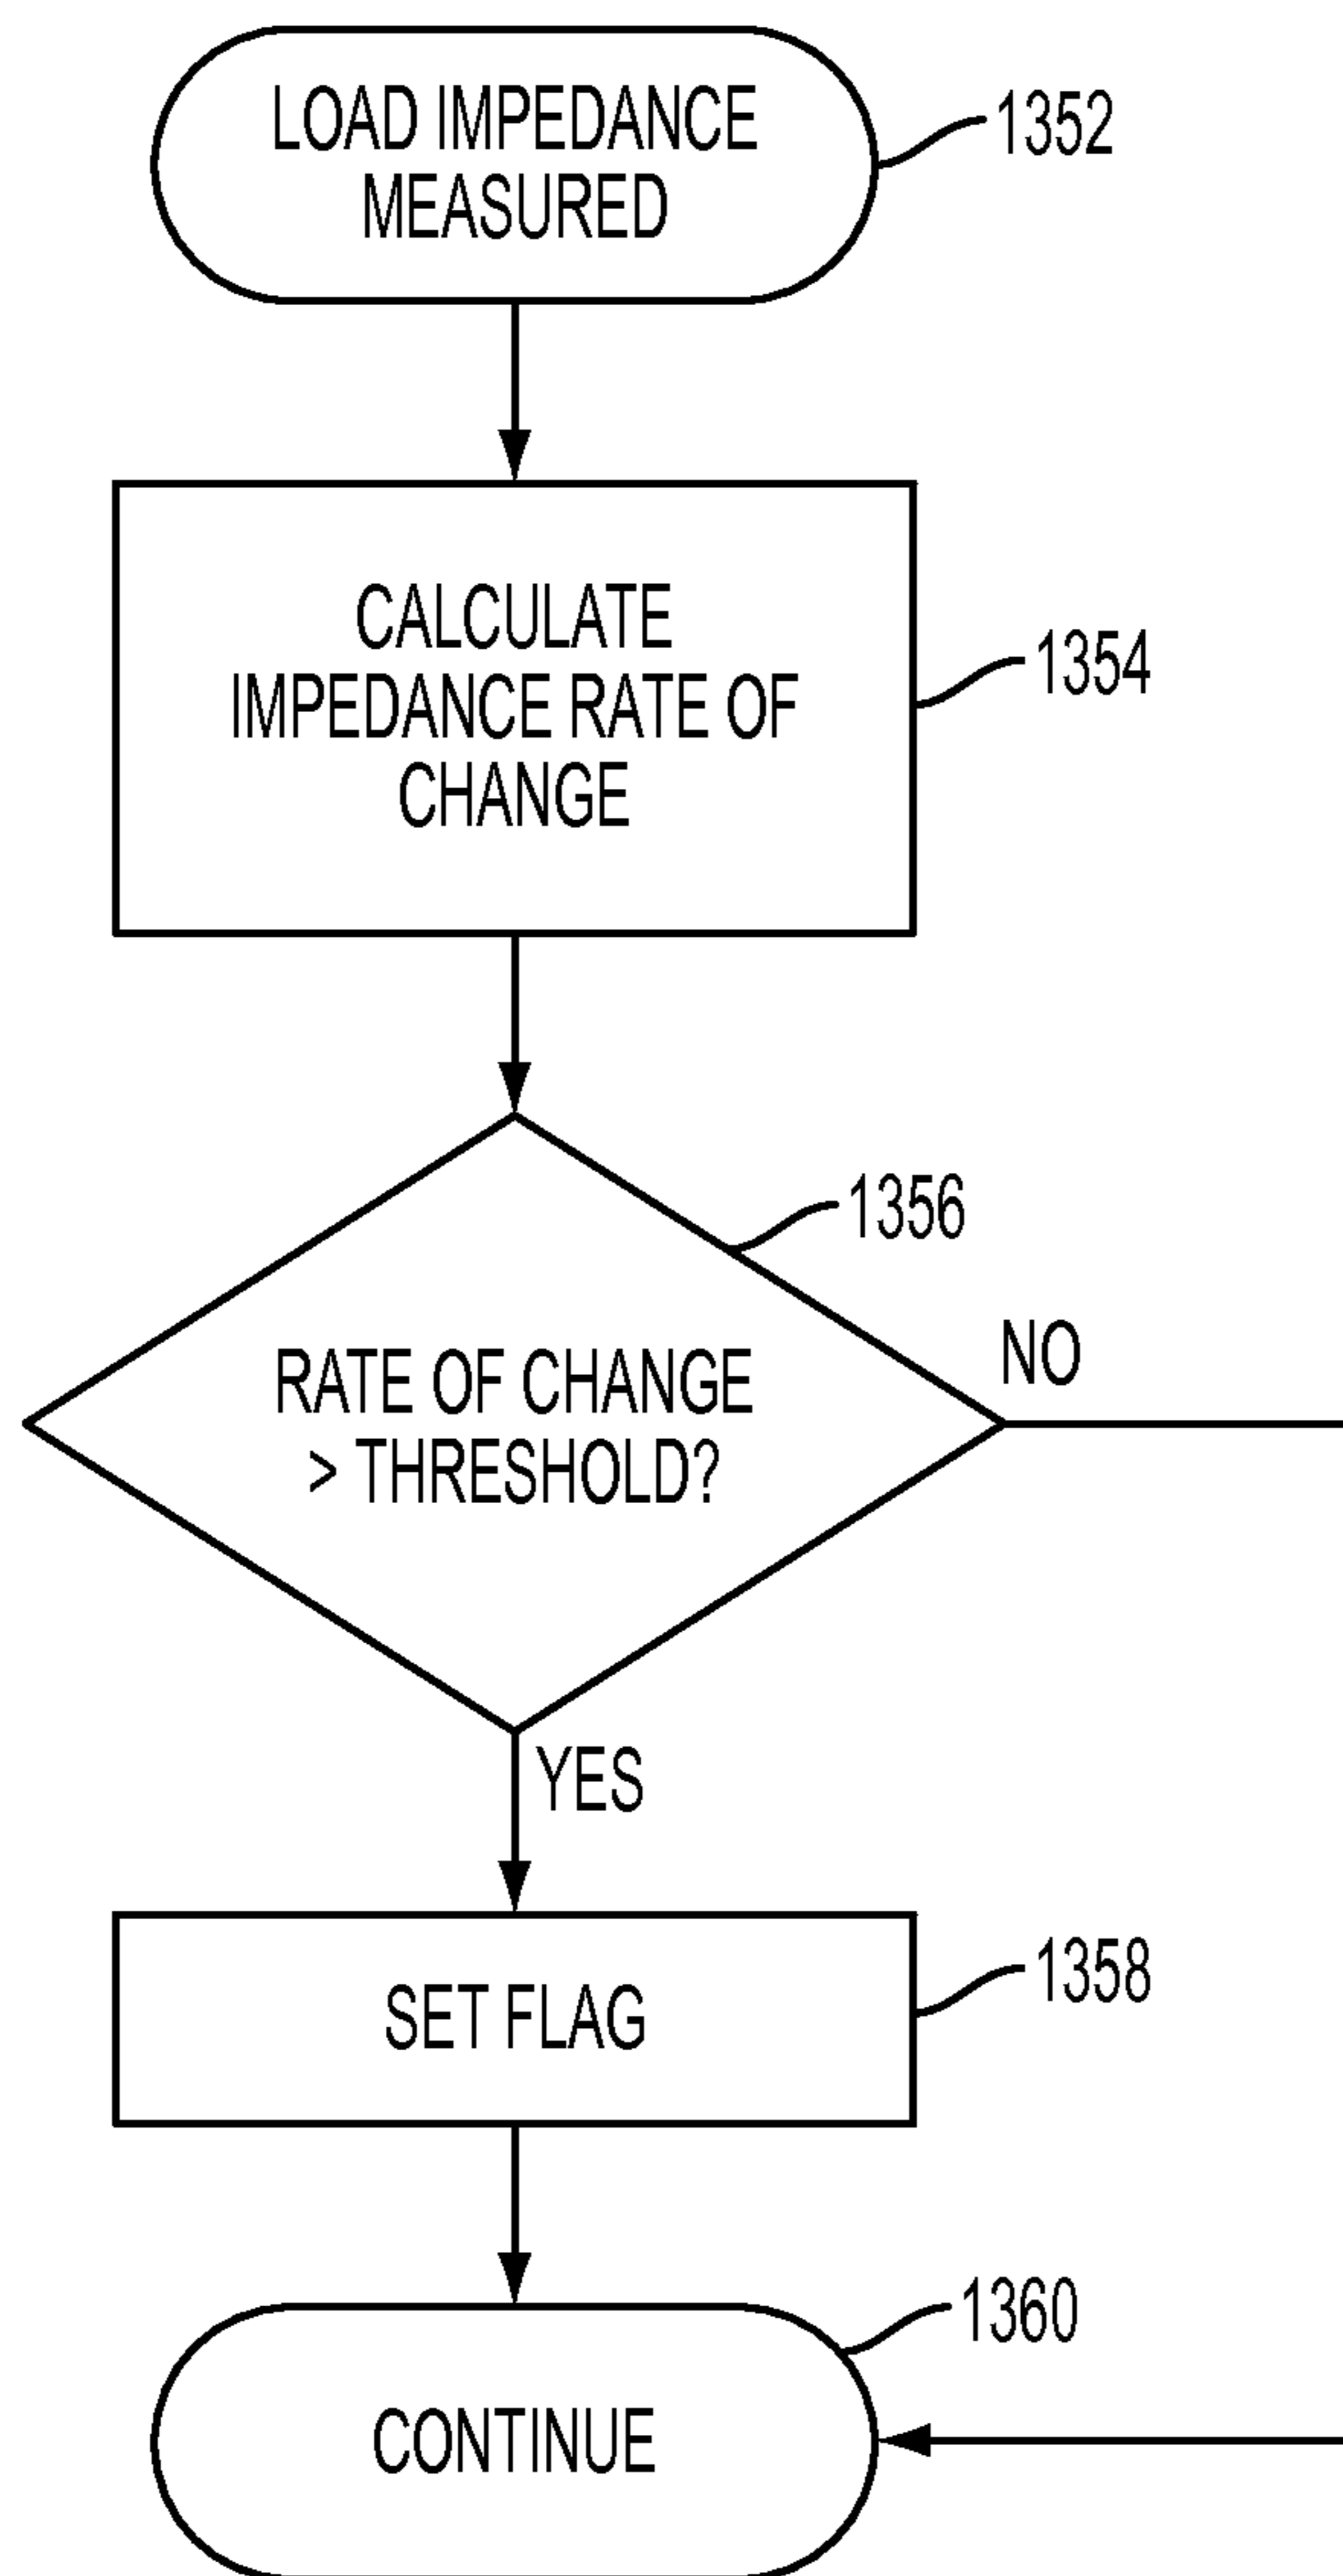 LOAD IMPEDANCE
MEASURED
1352
CALCULATE
IMPEDANCE RATE OF
CHANGE
1354
1356
RATE OF CHANGE
> THRESHOLD?
NO
YES
SET FLAG
1358
1360
CONTINUE